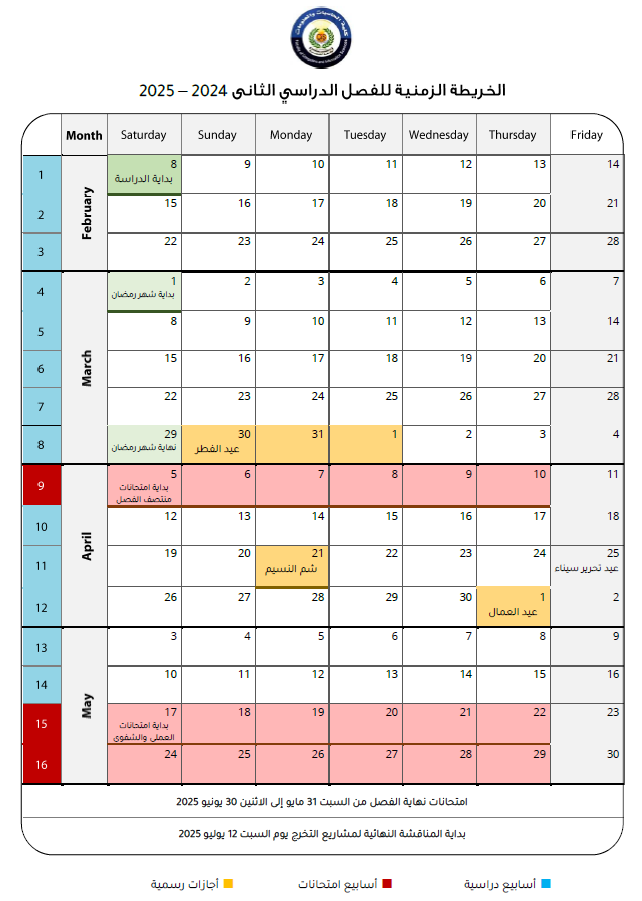 كلية الحاسبات والمعلومات
Faculty of Computers and Information Sciences
الخريطة الزمنية للفصل الدراسي الثانى 2024 – 2025
Month Saturday Sunday Monday Tuesday Wednesday Thursday Friday
February
1 8 9 10 11 12 13 14
بداية الدراسة
2 15 16 17 18 19 20 21
3 22 23 24 25 26 27 28
March
4 1 2 3 4 5 6 7
بداية شهر رمضان
5 8 9 10 11 12 13 14
6 15 16 17 18 19 20 21
7 22 23 24 25 26 27 28
8 29 30 31 1 2 3 4
نهاية شهر رمضان عيد الفطر
April
9 5 6 7 8 9 10 11
بداية امتحانات
منتصف الفصل
10 12 13 14 15 16 17 18
11 19 20 21 22 23 24 25
شم النسيم عيد تحرير سيناء
12 26 27 28 29 30 1 2
عيد العمال
May
13 3 4 5 6 7 8 9
14 10 11 12 13 14 15 16
15 17 18 19 20 21 22 23
بداية امتحانات
العملى والشفوى
16 24 25 26 27 28 29 30
امتحانات نهاية الفصل من السبت 31 مايو إلى الاثنين 30 يونيو 2025
بداية المناقشة النهائية لمشاريع التخرج يوم السبت 12 يوليو 2025
أسابيع دراسية
أسابيع امتحانات
أجازات رسمية